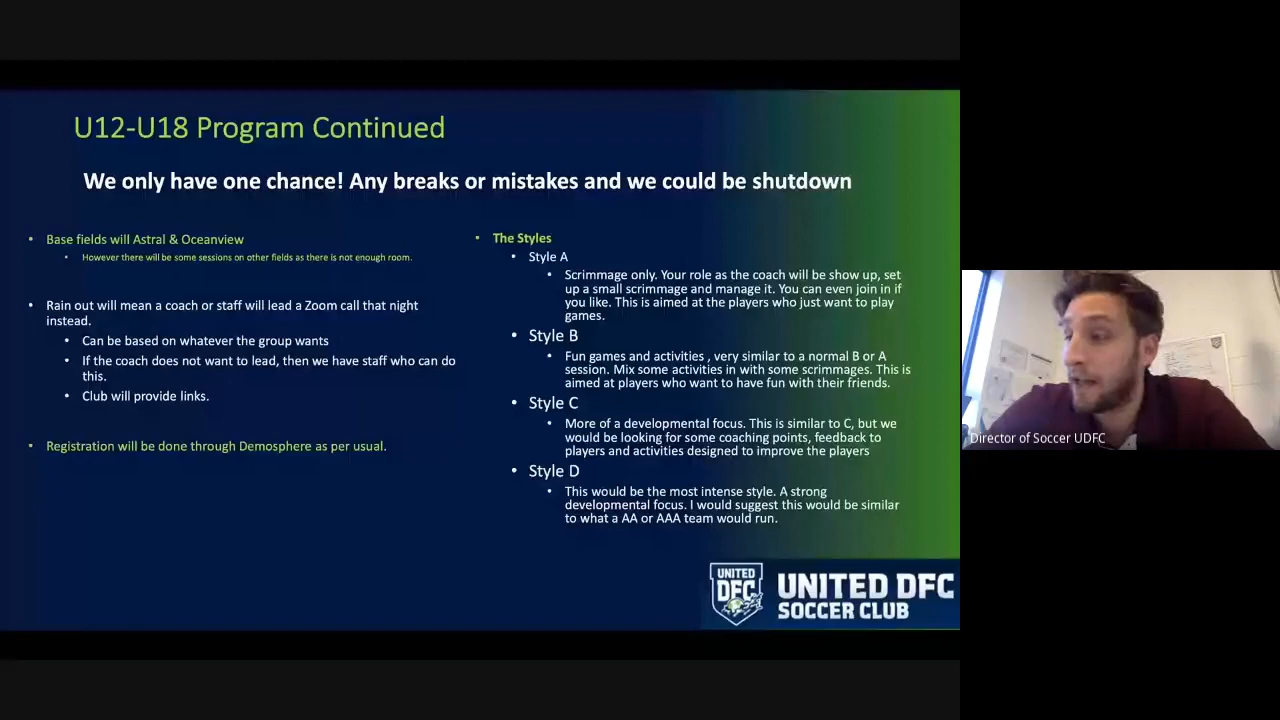 U12-U18 Program Continued
We only have one chance! Any breaks or mistakes and we could be shutdown
• Base fields will Astral & Oceanview
• However there will be some sessions on other fields as there is not enough room.
• Rain out will mean a coach or staff will lead a Zoom call that night
instead.
• Can be based on whatever the group wants
• If the coach does not want to lead, then we have staff who can do
this.
• Club will provide links.
• Registration will be done through Demosphere as per usual.
• The Styles
• Style A
• Scrimmage only. Your role as the coach will be show up, set
up a small scrimmage and manage it. You can even join in if
you like. This is aimed at the players who just want to play
games.
• Style B
• Fun games and activities , very similar to a normal B or A
session. Mix some activities in with some scrimmages. This is
aimed at players who want to have fun with their friends.
• Style C
• More of a developmental focus. This is similar to C, but we
would be looking for some coaching points, feedback to
players and activities designed to improve the players
• Style D
• This would be the most intense style. A strong
developmental focus. I would suggest this would be similar
to what a AA or AAA team would run.
UNITED
DFC
UNITED DFC
SOCCER CLUB
Director of Soccer UDFC